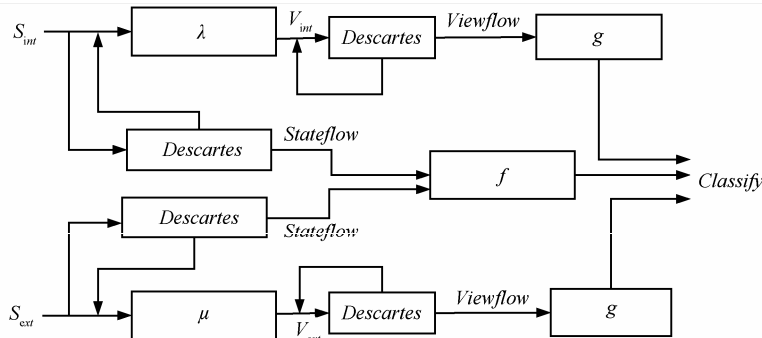 S_int
λ
V_int
Descartes
Viewflow
g
Descartes
Stateflow
f
Classify
Descartes
Stateflow
S_ext
μ
V_ext
Descartes
Viewflow
g